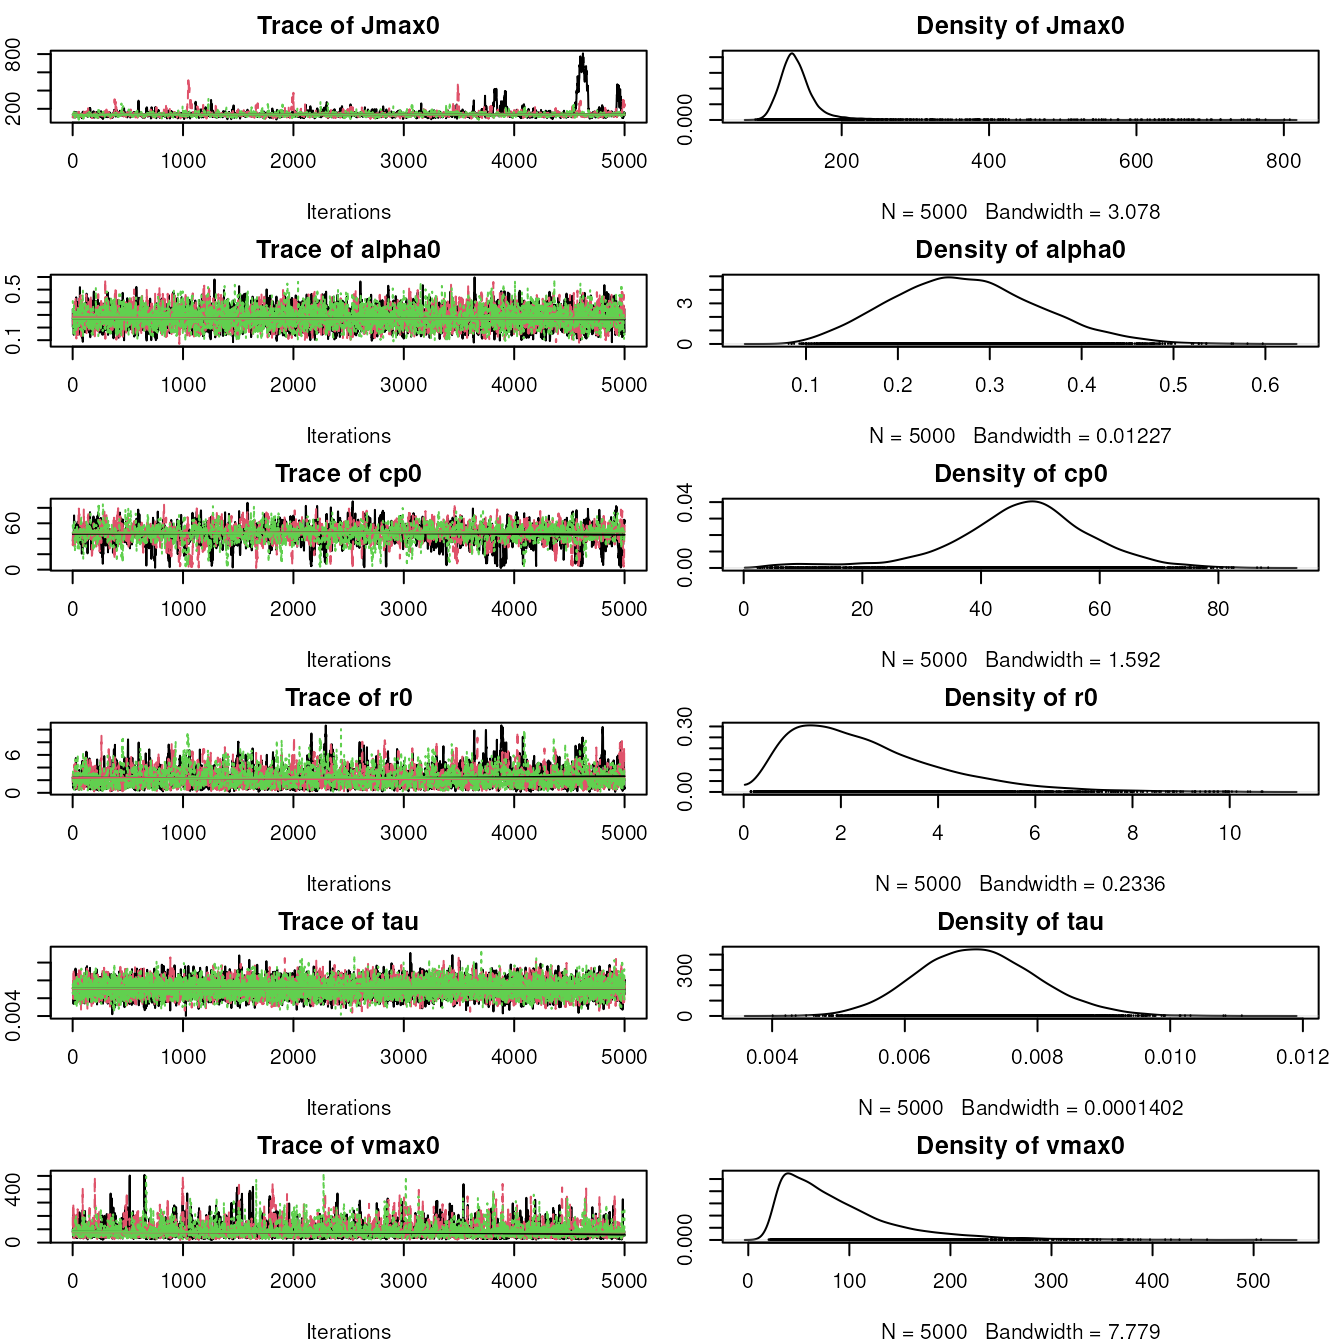 Trace of Jmax0
Density of Jmax0
200 800
0.000
0 1000 2000 3000 4000 5000
200 400 600 800
Iterations
N = 5000 Bandwidth = 3.078
Trace of alpha0
Density of alpha0
0.1 0.5
0 3
0 1000 2000 3000 4000 5000
0.1 0.2 0.3 0.4 0.5 0.6
Iterations
N = 5000 Bandwidth = 0.01227
Trace of cp0
Density of cp0
0 60
0.00 0.04
0 1000 2000 3000 4000 5000
0 20 40 60 80
Iterations
N = 5000 Bandwidth = 1.592
Trace of r0
Density of r0
0 6
0.00 0.30
0 1000 2000 3000 4000 5000
0 2 4 6 8 10
Iterations
N = 5000 Bandwidth = 0.2336
Trace of tau
Density of tau
0.004
0 300
0 1000 2000 3000 4000 5000
0.004 0.006 0.008 0.010 0.012
Iterations
N = 5000 Bandwidth = 0.0001402
Trace of vmax0
Density of vmax0
0 400
0.000
0 1000 2000 3000 4000 5000
0 100 200 300 400 500
Iterations
N = 5000 Bandwidth = 7.779